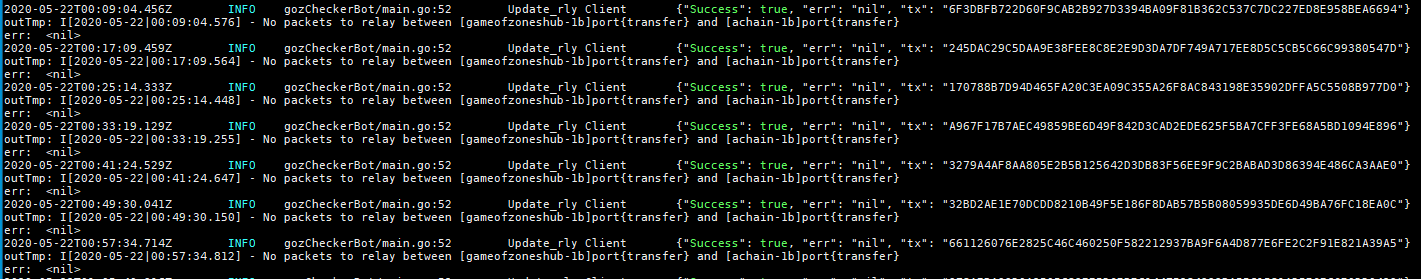 2020-05-22T00:09:04.456Z INFO gozCheckerBot/main.go:52 Update_rly Client {"Success": true, "err": "nil", "tx": "6F3DBFB722D60F9CAB2B927D3394BA09F81B362C537C7DC227ED8E958BEA6694"}
outTmp: I[2020-05-22|00:09:04.576] - No packets to relay between [gameofzoneshub-1b]port{transfer} and [achain-1b]port{transfer}
err: <nil>
2020-05-22T00:17:09.459Z INFO gozCheckerBot/main.go:52 Update_rly Client {"Success": true, "err": "nil", "tx": "245DAC29C5DAA9E38FEE8C8E2E9D3DA7DF749A717EE8D5C5CB5C66C99380547D"}
outTmp: I[2020-05-22|00:17:09.564] - No packets to relay between [gameofzoneshub-1b]port{transfer} and [achain-1b]port{transfer}
err: <nil>
2020-05-22T00:25:14.333Z INFO gozCheckerBot/main.go:52 Update_rly Client {"Success": true, "err": "nil", "tx": "170788B7D94D465FA20C3EA09C355A26F8AC843198E35902DFFA5C5508B977D0"}
outTmp: I[2020-05-22|00:25:14.448] - No packets to relay between [gameofzoneshub-1b]port{transfer} and [achain-1b]port{transfer}
err: <nil>
2020-05-22T00:33:19.129Z INFO gozCheckerBot/main.go:52 Update_rly Client {"Success": true, "err": "nil", "tx": "A967F17B7AEC49859BE6D49F842D3CAD2EDE625F5BA7CFF3FE68A5BD1094E896"}
outTmp: I[2020-05-22|00:33:19.255] - No packets to relay between [gameofzoneshub-1b]port{transfer} and [achain-1b]port{transfer}
err: <nil>
2020-05-22T00:41:24.529Z INFO gozCheckerBot/main.go:52 Update_rly Client {"Success": true, "err": "nil", "tx": "3279A4AF8AA805E2B5B125642D3DB83F56EE9F9C2BABAD3D86394E486CA3AAE0"}
outTmp: I[2020-05-22|00:41:24.647] - No packets to relay between [gameofzoneshub-1b]port{transfer} and [achain-1b]port{transfer}
err: <nil>
2020-05-22T00:49:30.041Z INFO gozCheckerBot/main.go:52 Update_rly Client {"Success": true, "err": "nil", "tx": "32BD2AE1E70DCDD8210B49F5E186F8DAB57B5B08059935DE6D49BA76FC18EA0C"}
outTmp: I[2020-05-22|00:49:30.150] - No packets to relay between [gameofzoneshub-1b]port{transfer} and [achain-1b]port{transfer}
err: <nil>
2020-05-22T00:57:34.714Z INFO gozCheckerBot/main.go:52 Update_rly Client {"Success": true, "err": "nil", "tx": "661126076E2825C46C460250F582212937BA9F6A4D877E6FE2C2F91E821A39A5"}
outTmp: I[2020-05-22|00:57:34.812] - No packets to relay between [gameofzoneshub-1b]port{transfer} and [achain-1b]port{transfer}
err: <nil>